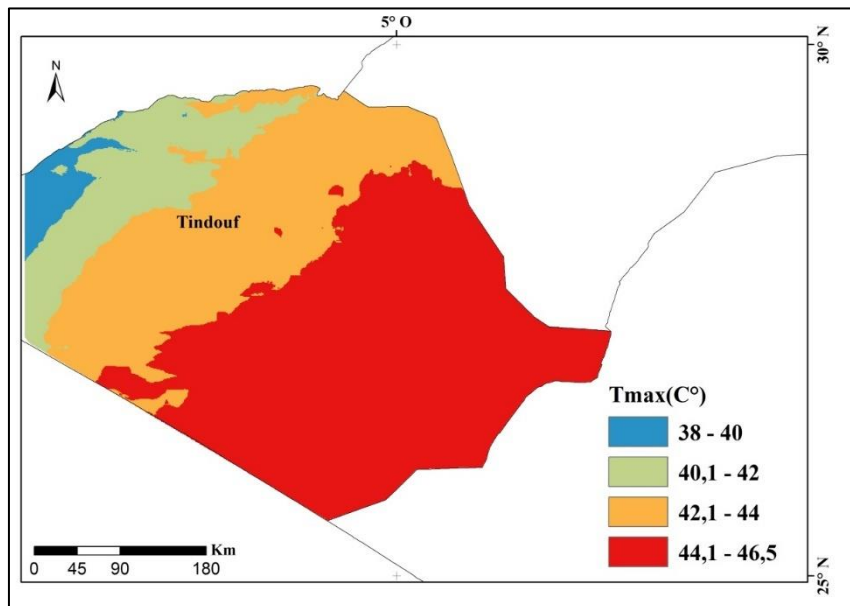 5° O
30° N
N
Tindouf
Tmax(C°)
38 - 40
40,1 - 42
42,1 - 44
44,1 - 46,5
Km
0 45 90 180
25° N